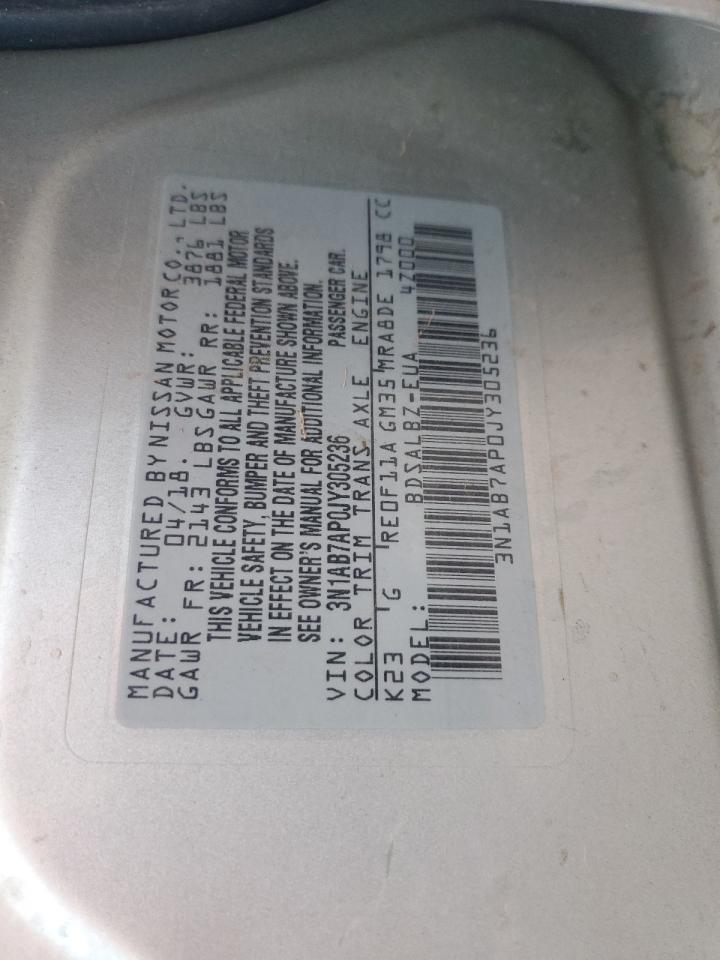 MANUFACTURED BY NISSAN MOTOR CO., LTD.
DATE: 04/18. GVWR: 3876 LBS
GAWR FR: 2143 LBS GAWR RR: 1881 LBS
THIS VEHICLE CONFORMS TO ALL APPLICABLE FEDERAL MOTOR
VEHICLE SAFETY, BUMPER AND THEFT PREVENTION STANDARDS
IN EFFECT ON THE DATE OF MANUFACTURE SHOWN ABOVE.
SEE OWNER'S MANUAL FOR ADDITIONAL INFORMATION.
VIN: 3N1AB7AP0JY305236 PASSENGER CAR.
COLOR TRIM TRANS AXLE ENGINE
K23 G RE0F11A GM35 MRA8DE 1798 CC
MODEL: BDSALBZ-EUA 4Z000
3N1AB7AP0JY305236